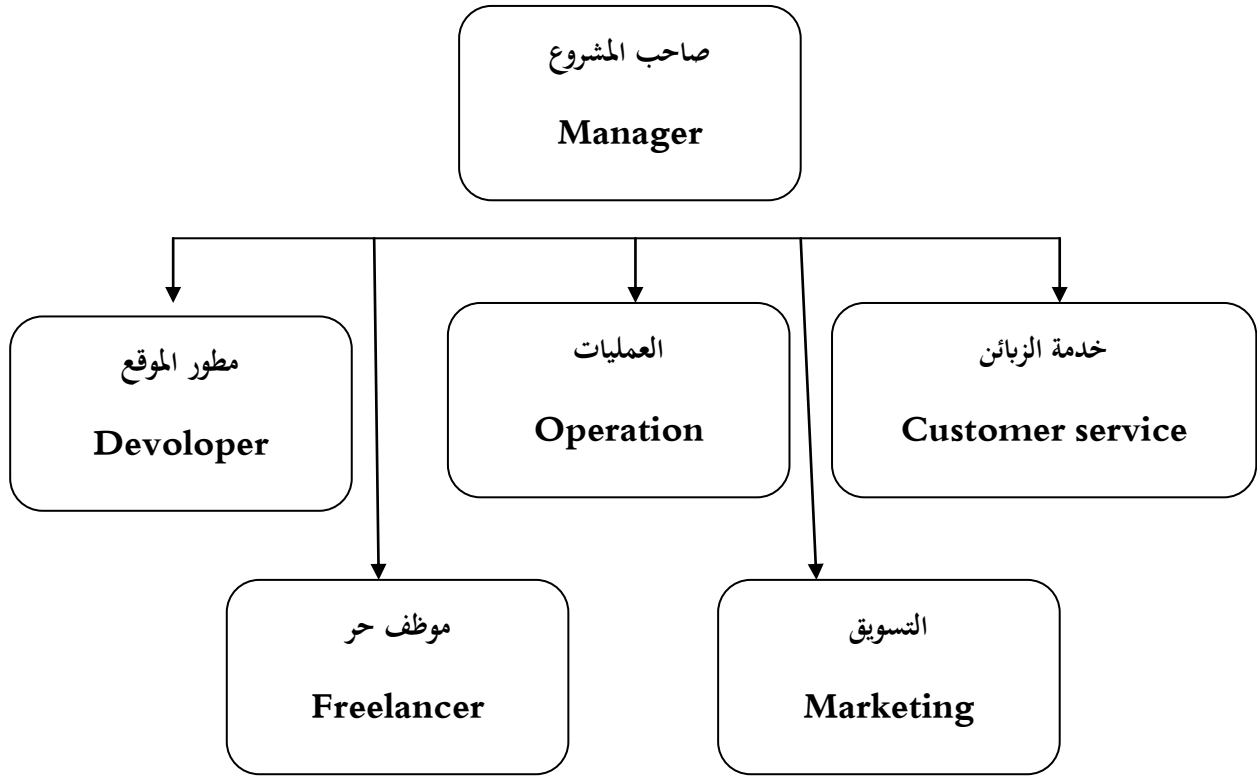 صاحب المشروع
Manager
مطور الموقع
Devoloper
العمليات
Operation
خدمة الزبائن
Customer service
موظف حر
Freelancer
التسويق
Marketing